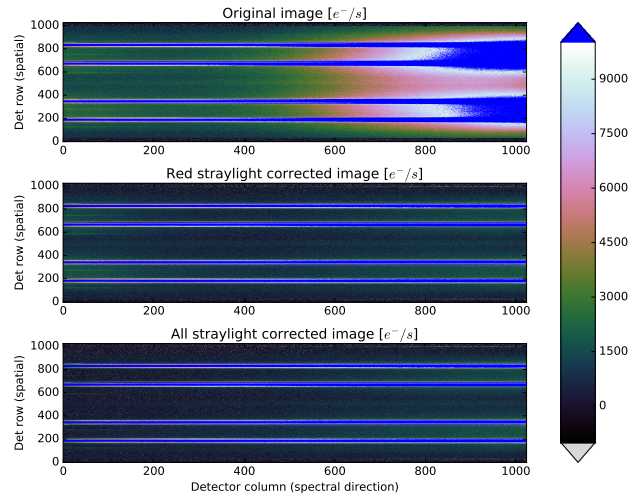 Original image [e⁻/s]
Det row (spatial)
1000
800
600
400
200
0
0 200 400 600 800 1000
Red straylight corrected image [e⁻/s]
Det row (spatial)
1000
800
600
400
200
0
0 200 400 600 800 1000
All straylight corrected image [e⁻/s]
Det row (spatial)
1000
800
600
400
200
0
0 200 400 600 800 1000
Detector column (spectral direction)
9000
7500
6000
4500
3000
1500
0